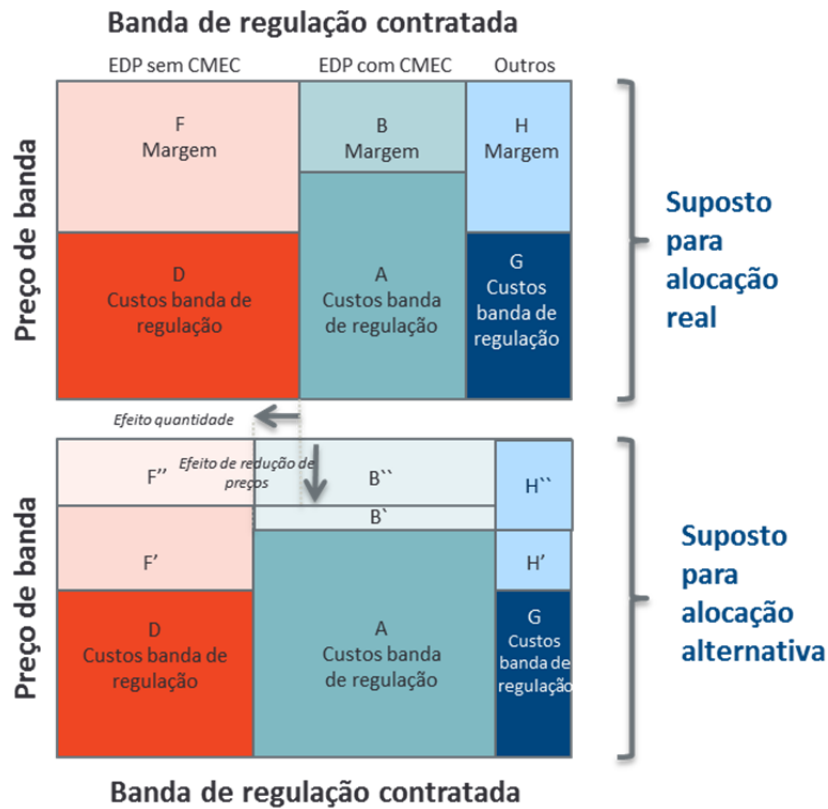 Banda de regulação contratada
EDP sem CMEC
EDP com CMEC
Outros
Preço de banda
F
Margem
B
Margem
H
Margem
D
Custos banda de
regulação
A
Custos banda
de regulação
G
Custos
banda de
regulação
Suposto
para
alocação
real
Efeito quantidade
Efeito de redução de
preços
Preço de banda
F’’
B``
H``
B`
F’
H’
D
Custos banda de
regulação
A
Custos banda
de regulação
G
Custos
banda de
regulação
Suposto
para
alocação
alternativa
Banda de regulação contratada